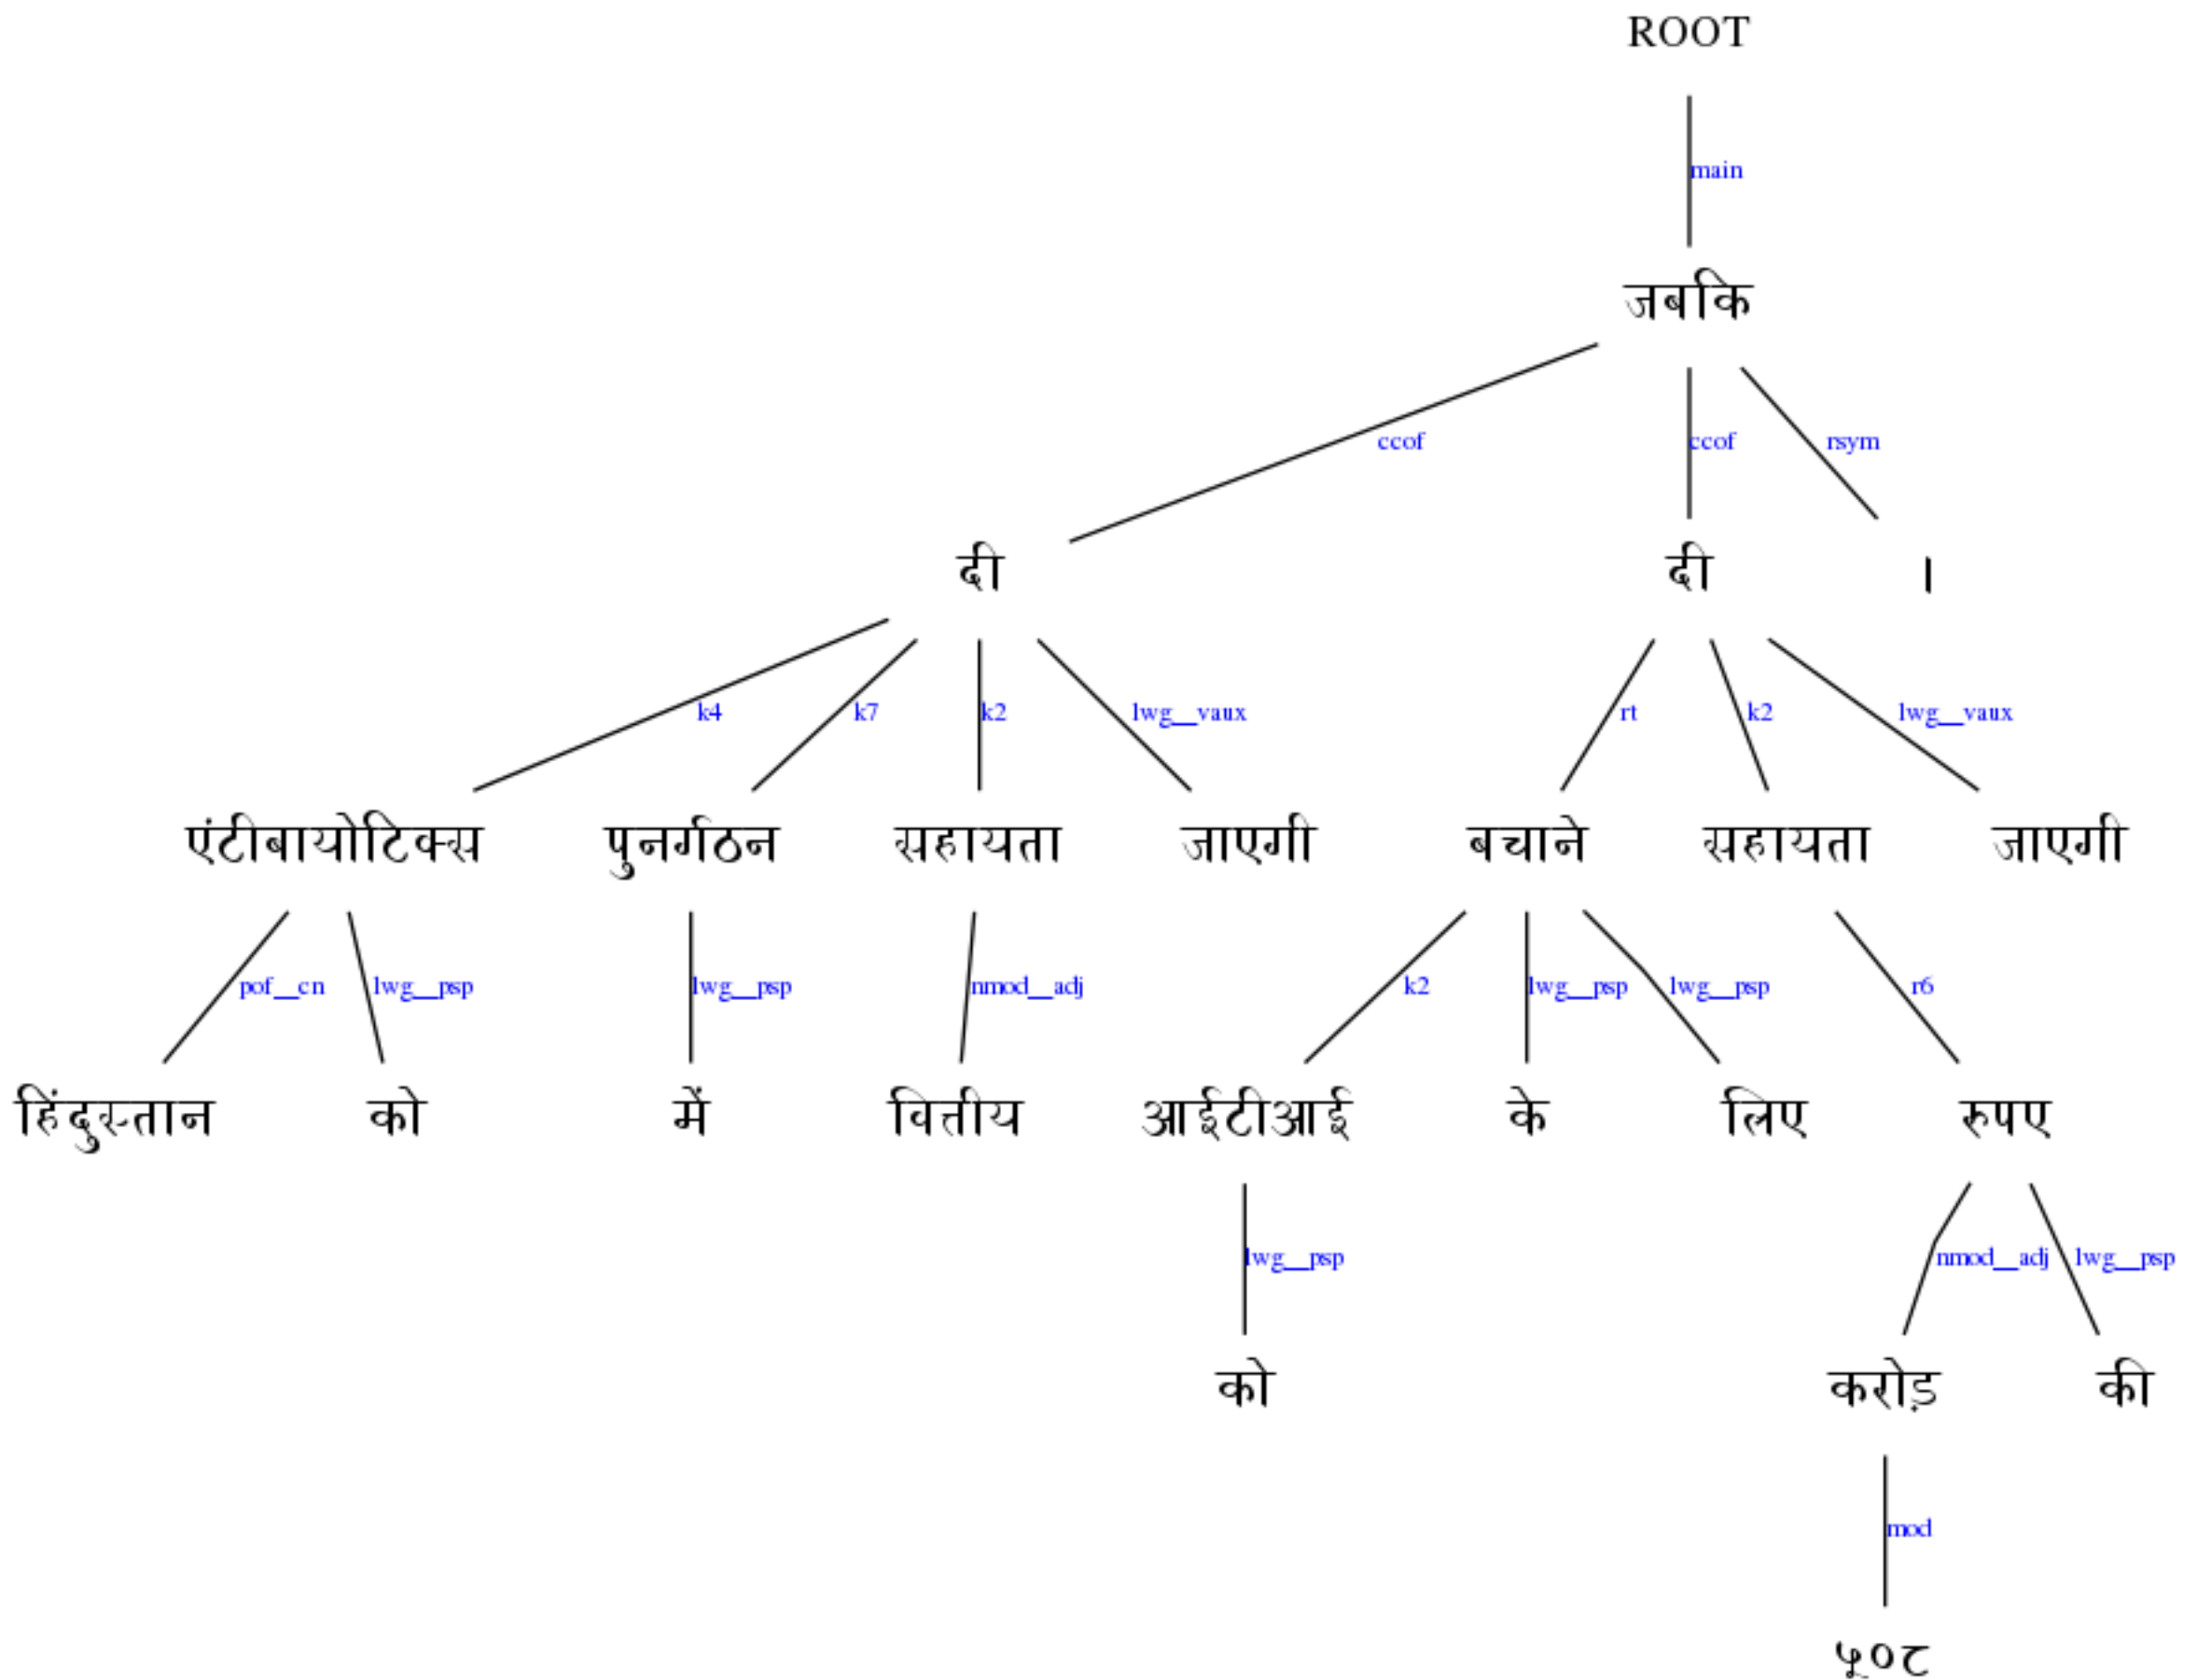 ROOT
main
जबकि
ccof ccof rsym
दी दी ।
k4 k7 k2 lwg__vaux rt k2 lwg__vaux
एंटीबायोटिक्स पुनर्गठन सहायता जाएगी बचाने सहायता जाएगी
pof__cn lwg__psp lwg__psp nmod__adj k2 lwg__psp lwg__psp r6
हिंदुस्तान को में वित्तीय आईटीआई के लिए रुपए
lwg__psp nmod__adj lwg__psp
को करोड़ की
mod
५०८